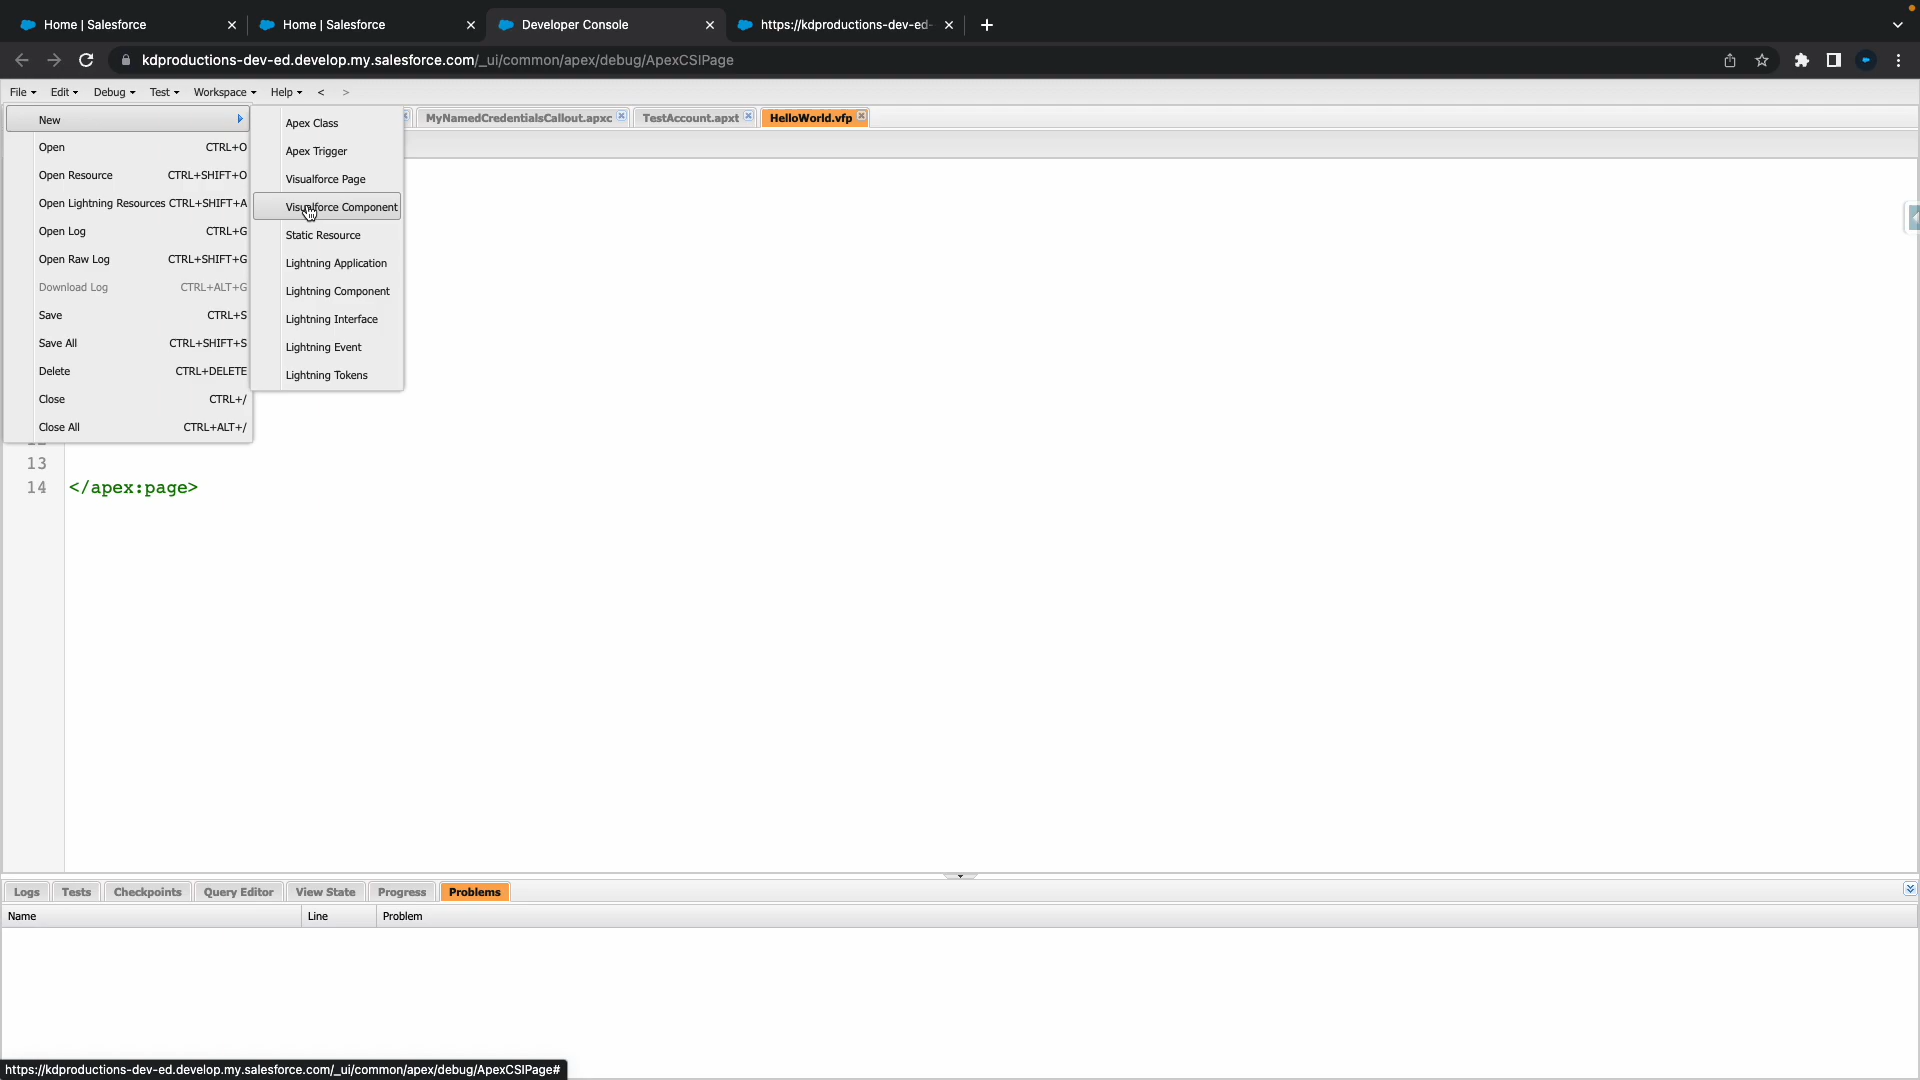 Home | Salesforce
Home | Salesforce
Developer Console
https://kdproductions-dev-ed-
kdproductions-dev-ed.develop.my.salesforce.com/_ui/common/apex/debug/ApexCSIPage
File Edit Debug Test Workspace Help < >
MyNamedCredentialsCallout.apxc TestAccount.apxt HelloWorld.vfp
New
Open CTRL+O
Open Resource CTRL+SHIFT+O
Open Lightning Resources CTRL+SHIFT+A
Open Log CTRL+G
Open Raw Log CTRL+SHIFT+G
Download Log CTRL+ALT+G
Save CTRL+S
Save All CTRL+SHIFT+S
Delete CTRL+DELETE
Close CTRL+/
Close All CTRL+ALT+/
Apex Class
Apex Trigger
Visualforce Page
Visualforce Component
Static Resource
Lightning Application
Lightning Component
Lightning Interface
Lightning Event
Lightning Tokens
13
14 </apex:page>
Logs Tests Checkpoints Query Editor View State Progress Problems
Name Line Problem
https://kdproductions-dev-ed.develop.my.salesforce.com/_ui/common/apex/debug/ApexCSIPage#